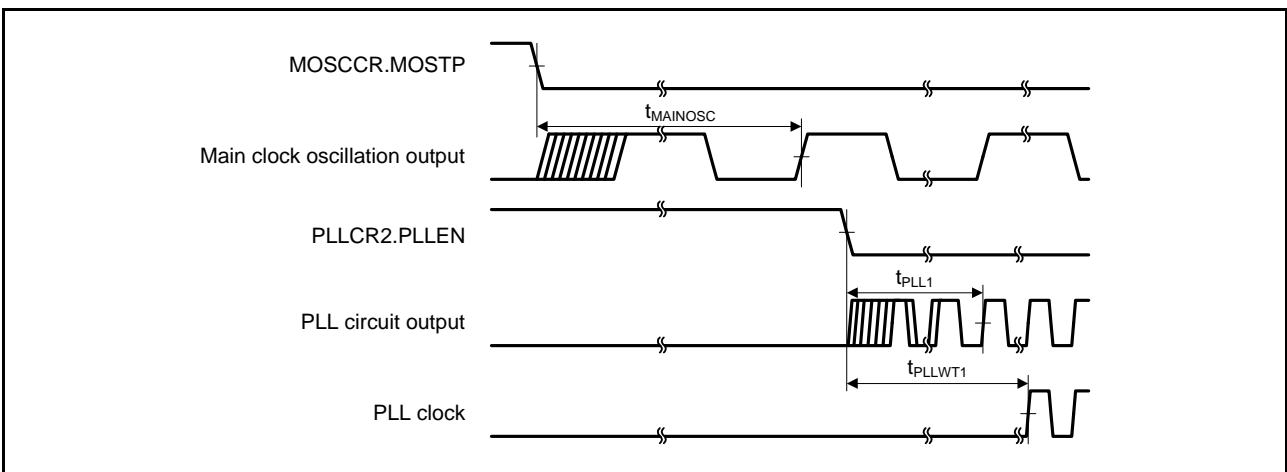 MOSCCR.MOSTP
tMAINOSC
Main clock oscillation output
PLLCR2.PLLEN
tPLL1
PLL circuit output
tPLLWT1
PLL clock